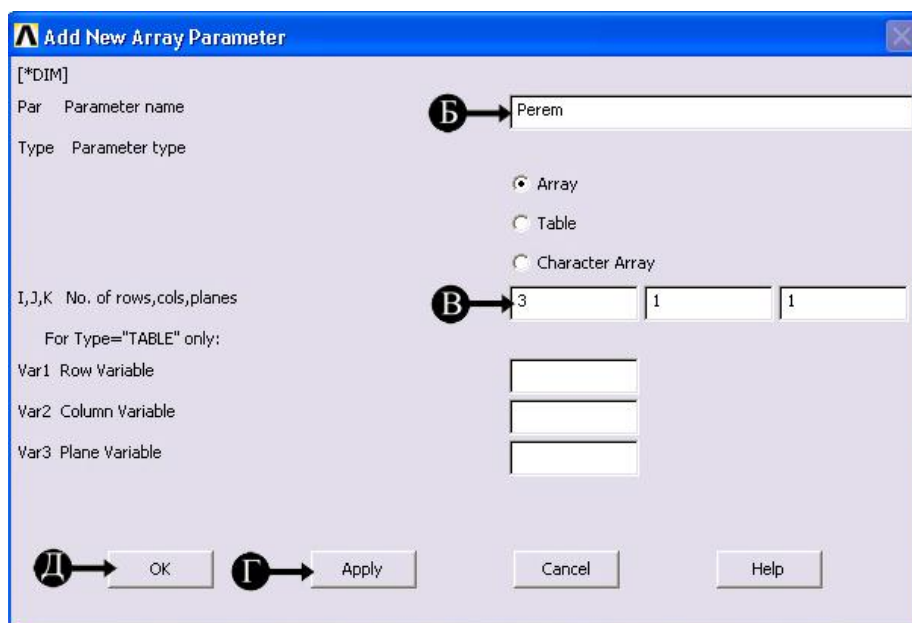 Add New Array Parameter
[*DIM]
Par Parameter name
Б
Perem
Type Parameter type
Array
Table
Character Array
I,J,K No. of rows,cols,planes
В
3 1 1
For Type="TABLE" only:
Var1 Row Variable
Var2 Column Variable
Var3 Plane Variable
Д OK Г Apply Cancel Help